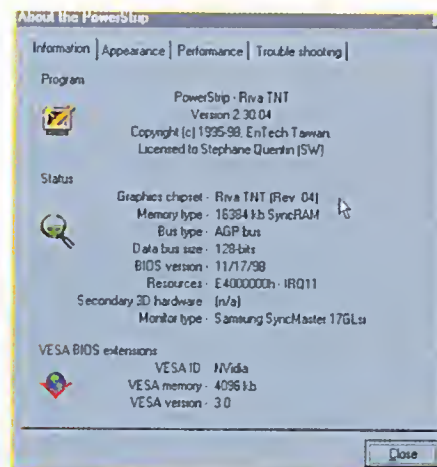 About the PowerStrip
Information Appearance Performance Trouble shooting
Program
PowerStrip - Riva TNT
Version 2.30.04
Copyright (c) 1995-98, EnTech Taiwan
Licensed to Stephane Quentin (SW)
Status
Graphics chipset - Riva TNT (Rev 04)
Memory type - 16384 kb SyncRAM
Bus type - AGP bus
Data bus size - 128-bits
BIOS version - 11/17/98
Resources - E4000000h - IRQ11
Secondary 3D hardware (n/a)
Monitor type - Samsung SyncMaster 17GLsi
VESA BIOS extensions
VESA ID NVidia
VESA memory - 4096 kb
VESA version - 3.0
Close